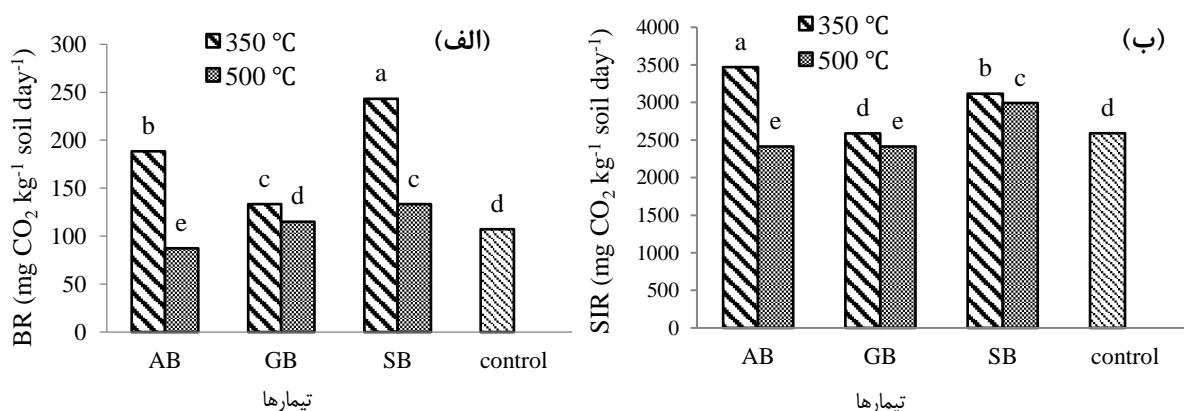 (الف)
350 °C
500 °C
BR (mg CO₂ kg⁻¹ soil day⁻¹)
300
250
200
150
100
50
0
b
e
c
d
a
c
d
AB GB SB control
تیمارها
(ب)
350 °C
500 °C
SIR (mg CO₂ kg⁻¹ soil day⁻¹)
4000
3500
3000
2500
2000
1500
1000
500
0
a
e
d
e
b
c
d
AB GB SB control
تیمارها